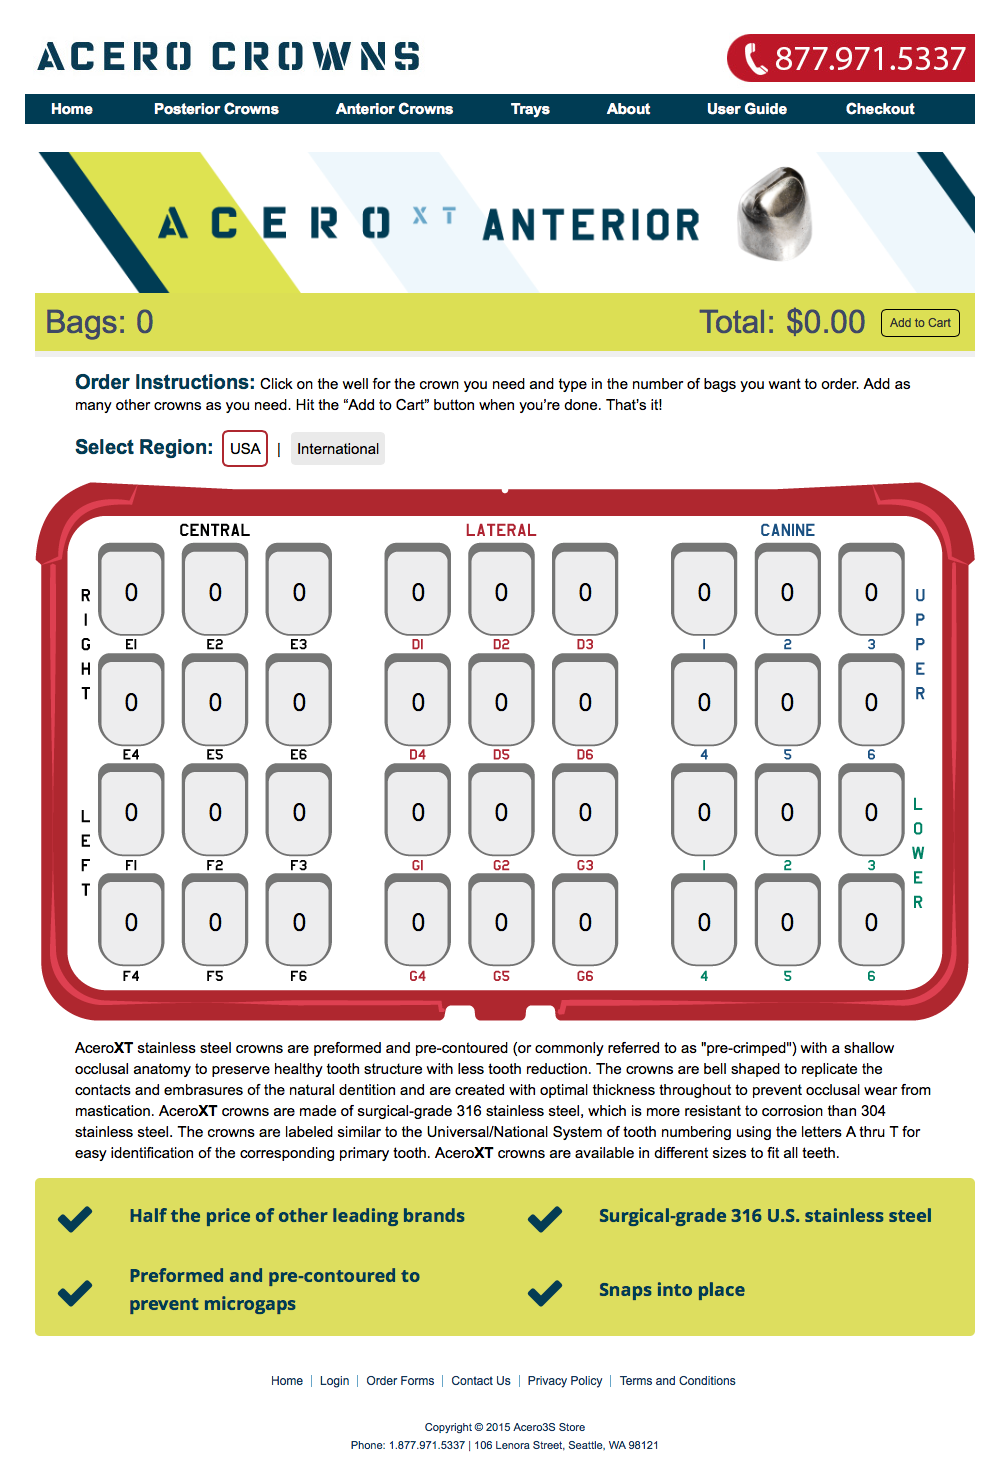 ACERO CROWNS
877.971.5337
Home Posterior Crowns Anterior Crowns Trays About User Guide Checkout
ACERO XT ANTERIOR
Bags: 0 Total: $0.00 Add to Cart
Order Instructions: Click on the well for the crown you need and type in the number of bags you want to order. Add as
many other crowns as you need. Hit the “Add to Cart” button when you’re done. That’s it!
Select Region: USA | International
CENTRAL LATERAL CANINE
RIGHT
UPPER
0 0 0 0 0 0 0 0 0
E1 E2 E3 D1 D2 D3 1 2 3
0 0 0 0 0 0 0 0 0
E4 E5 E6 D4 D5 D6 4 5 6
LEFT
LOWER
0 0 0 0 0 0 0 0 0
F1 F2 F3 G1 G2 G3 1 2 3
0 0 0 0 0 0 0 0 0
F4 F5 F6 G4 G5 G6 4 5 6
AceroXT stainless steel crowns are preformed and pre-contoured (or commonly referred to as "pre-crimped") with a shallow
occlusal anatomy to preserve healthy tooth structure with less tooth reduction. The crowns are bell shaped to replicate the
contacts and embrasures of the natural dentition and are created with optimal thickness throughout to prevent occlusal wear from
mastication. AceroXT crowns are made of surgical-grade 316 stainless steel, which is more resistant to corrosion than 304
stainless steel. The crowns are labeled similar to the Universal/National System of tooth numbering using the letters A thru T for
easy identification of the corresponding primary tooth. AceroXT crowns are available in different sizes to fit all teeth.
Half the price of other leading brands
Surgical-grade 316 U.S. stainless steel
Preformed and pre-contoured to
prevent microgaps
Snaps into place
Home | Login | Order Forms | Contact Us | Privacy Policy | Terms and Conditions
Copyright © 2015 Acero3S Store
Phone: 1.877.971.5337 | 106 Lenora Street, Seattle, WA 98121